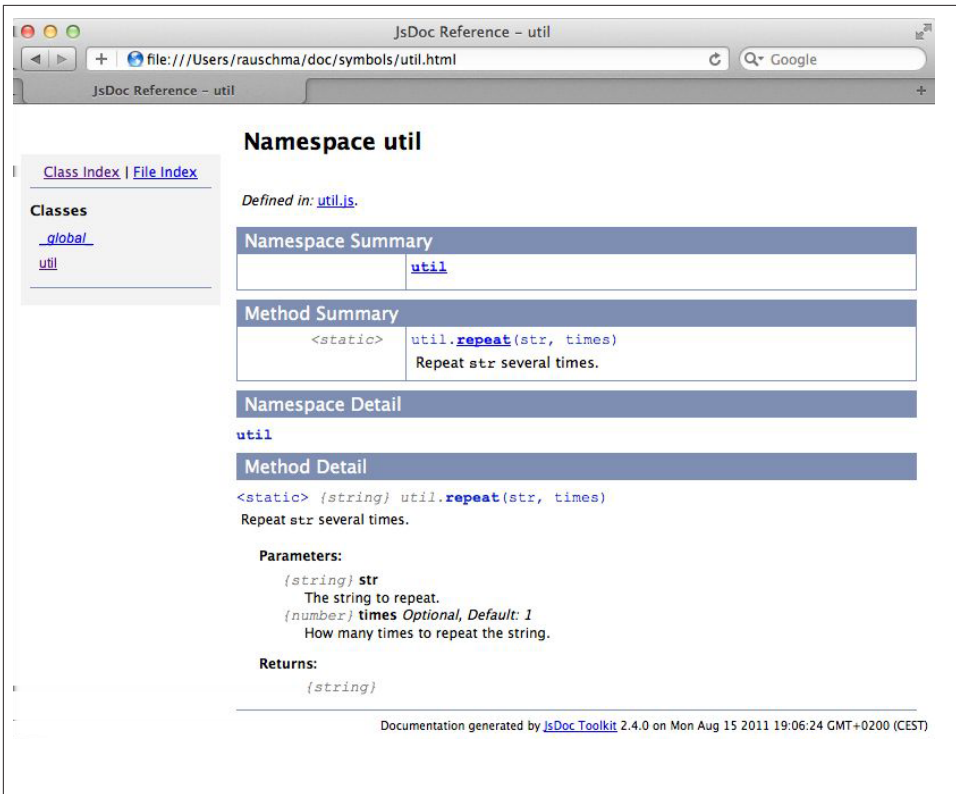 JsDoc Reference – util
file:///Users/rauschma/doc/symbols/util.html
Google
JsDoc Reference – util
Class Index | File Index
Classes
_global_
util
Namespace util
Defined in: util.js.
Namespace Summary
util
Method Summary
<static> util.repeat(str, times)
Repeat str several times.
Namespace Detail
util
Method Detail
<static> {string} util.repeat(str, times)
Repeat str several times.
Parameters:
{string} str
The string to repeat.
{number} times Optional, Default: 1
How many times to repeat the string.
Returns:
{string}
Documentation generated by JsDoc Toolkit 2.4.0 on Mon Aug 15 2011 19:06:24 GMT+0200 (CEST)